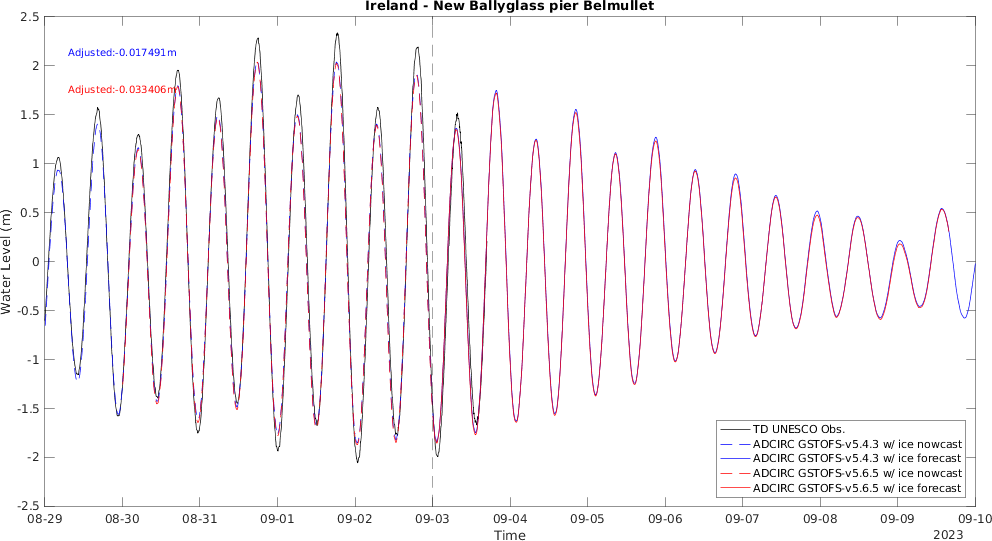 Ireland - New Ballyglass pier Belmullet
2.5
2
1.5
1
0.5
0
-0.5
-1
-1.5
-2
-2.5
Water Level (m)
Adjusted:-0.017491m
Adjusted:-0.033406m
TD UNESCO Obs.
ADCIRC GSTOFS-v5.4.3 w/ ice nowcast
ADCIRC GSTOFS-v5.4.3 w/ ice forecast
ADCIRC GSTOFS-v5.6.5 w/ ice nowcast
ADCIRC GSTOFS-v5.6.5 w/ ice forecast
08-29 08-30 08-31 09-01 09-02 09-03 09-04 09-05 09-06 09-07 09-08 09-09 09-10
Time
2023